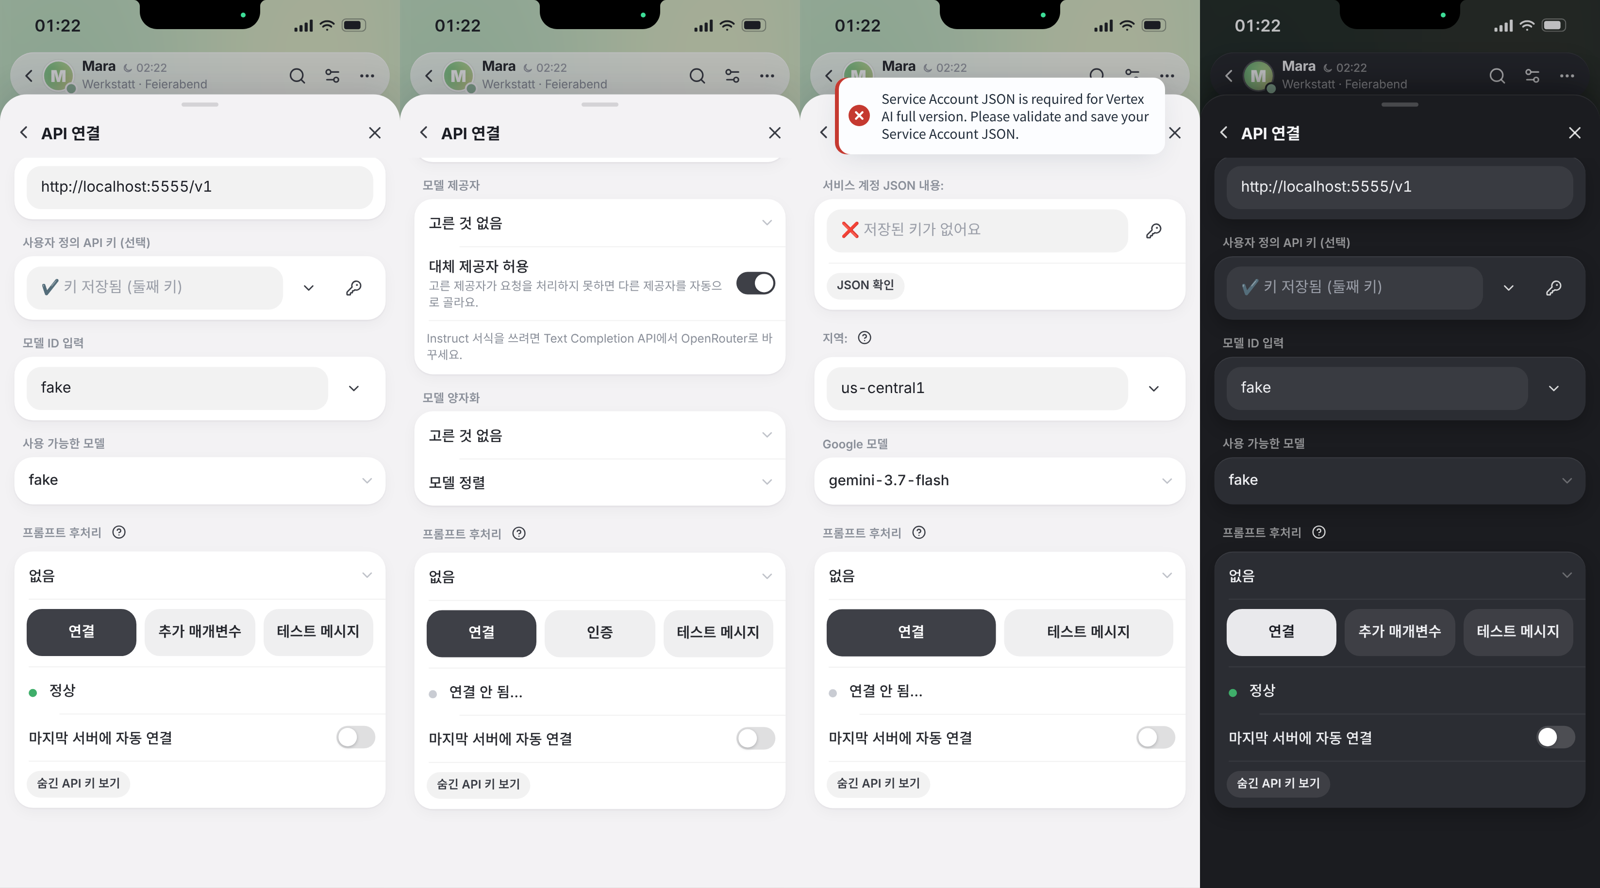 01:22
Mara 02:22
Werkstatt · Feierabend
API 연결
http://localhost:5555/v1
사용자 정의 API 키 (선택)
✔️ 키 저장됨 (둘째 키)
모델 ID 입력
fake
사용 가능한 모델
fake
프롬프트 후처리
없음
연결
추가 매개변수
테스트 메시지
정상
마지막 서버에 자동 연결
숨긴 API 키 보기
01:22
Mara 02:22
Werkstatt · Feierabend
API 연결
모델 제공자
고른 것 없음
대체 제공자 허용
고른 제공자가 요청을 처리하지 못하면 다른 제공자를 자동으
로 골라요.
Instruct 서식을 쓰려면 Text Completion API에서 OpenRouter로 바
꾸세요.
모델 양자화
고른 것 없음
모델 정렬
프롬프트 후처리
없음
연결
인증
테스트 메시지
연결 안 됨...
마지막 서버에 자동 연결
숨긴 API 키 보기
01:22
Mara 02:22
Service Account JSON is required for Vertex
AI full version. Please validate and save your
Service Account JSON.
서비스 계정 JSON 내용:
❌ 저장된 키가 없어요
JSON 확인
지역:
us-central1
Google 모델
gemini-3.7-flash
프롬프트 후처리
없음
연결
테스트 메시지
연결 안 됨...
마지막 서버에 자동 연결
숨긴 API 키 보기
01:22
Mara 02:22
Werkstatt · Feierabend
API 연결
http://localhost:5555/v1
사용자 정의 API 키 (선택)
✔️ 키 저장됨 (둘째 키)
모델 ID 입력
fake
사용 가능한 모델
fake
프롬프트 후처리
없음
연결
추가 매개변수
테스트 메시지
정상
마지막 서버에 자동 연결
숨긴 API 키 보기